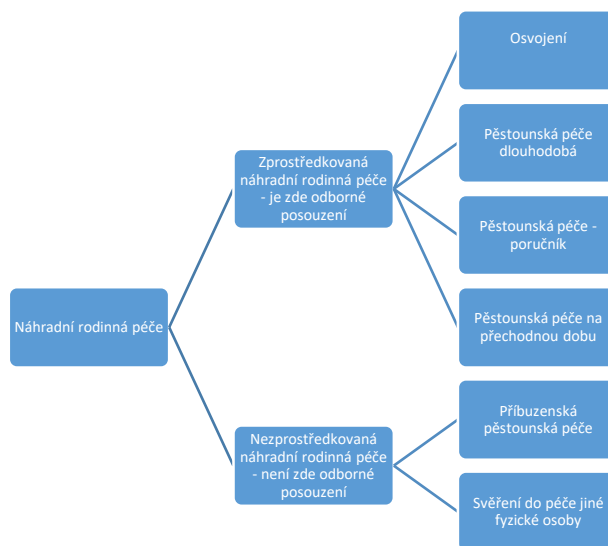 Náhradní rodinná péče
Zprostředkovaná
náhradní rodinná péče
- je zde odborné
posouzení
Osvojení
Pěstounská péče
dlouhodobá
Pěstounská péče -
poručník
Pěstounská péče na
přechodnou dobu
Nezprostředkovaná
náhradní rodinná péče
- není zde odborné
posouzení
Příbuzenská
pěstounská péče
Svěření do péče jiné
fyzické osoby